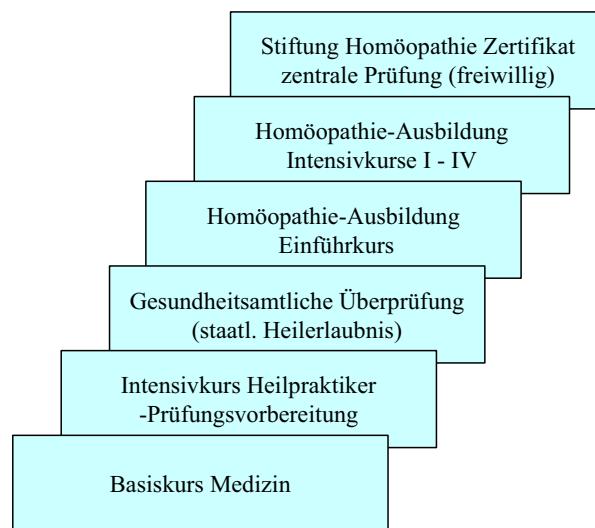 Stiftung Homöopathie Zertifikat
zentrale Prüfung (freiwillig)
Homöopathie-Ausbildung
Intensivkurse I - IV
Homöopathie-Ausbildung
Einführkurs
Gesundheitsamtliche Überprüfung
(staatl. Heilerlaubnis)
Intensivkurs Heilpraktiker
-Prüfungsvorbereitung
Basiskurs Medizin